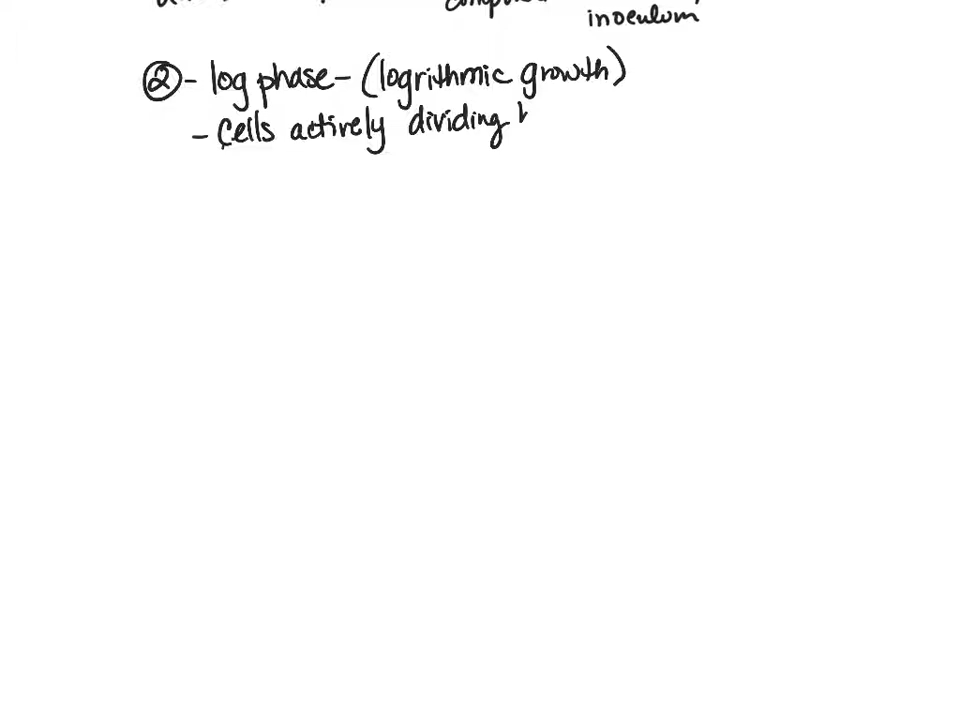 inoculum
② - log phase - (logrithmic growth)
- cells actively dividing